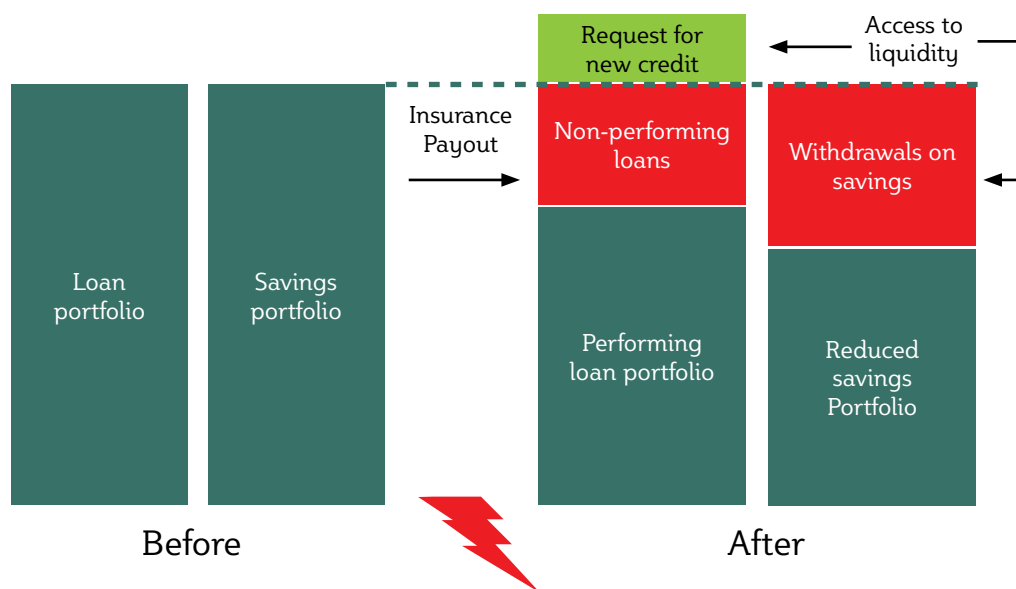 Request for
new credit
Access to
liquidity
Insurance
Payout
Non-performing
loans
Withdrawals on
savings
Loan
portfolio
Savings
portfolio
Performing
loan portfolio
Reduced
savings
Portfolio
Before
After